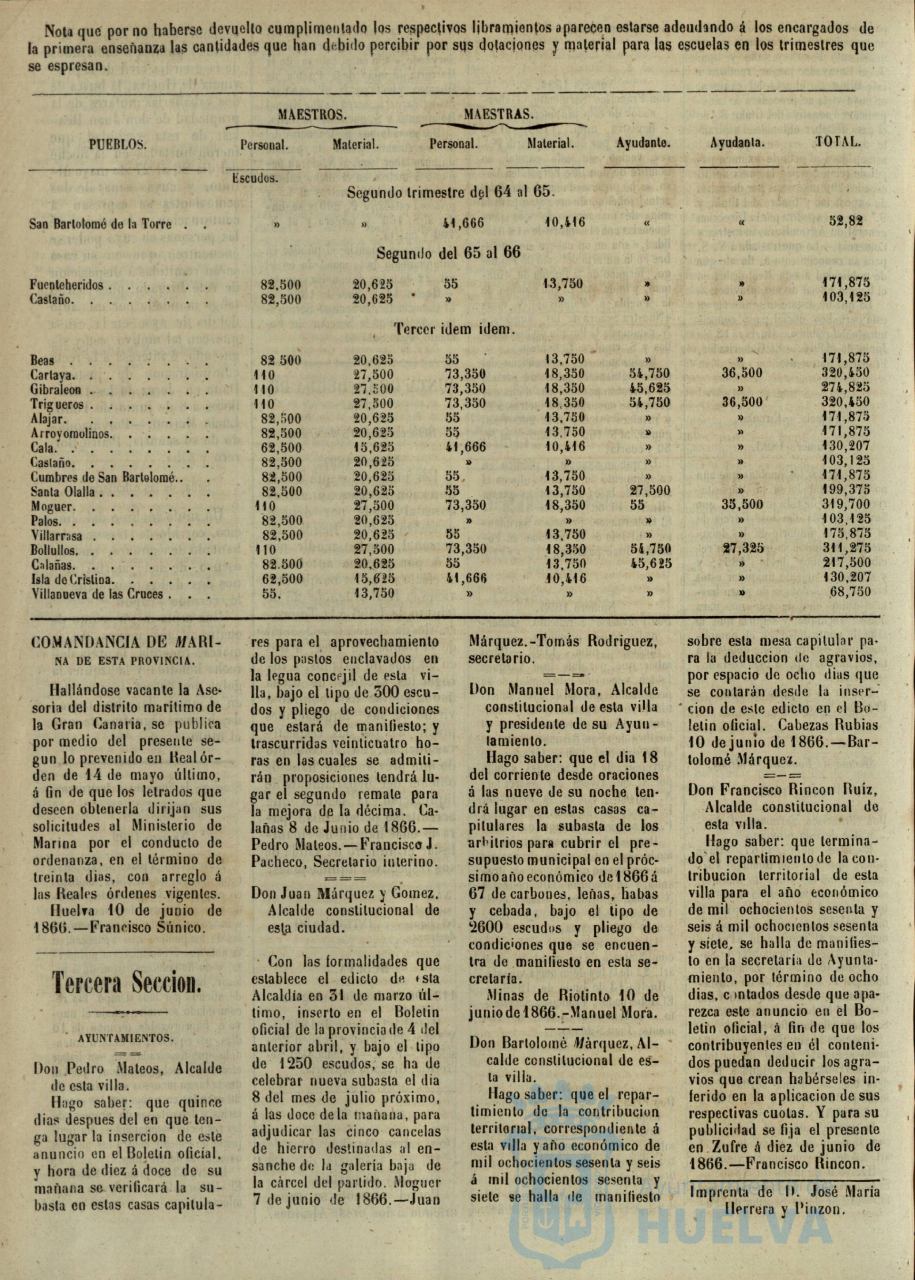 Nota que por no haberse devuelto cumplimentado los respectivos libramientos aparecen estarse adeudando á los encargados de
la primera enseñanza las cantidades que han debido percibir por sus dotaciones y material para las escuelas en los trimestres que
se espresan.
MAESTROS. MAESTRAS.
PUEBLOS. Personal. Material. Personal. Material. Ayudante. Ayudanta. TOTAL.
Escudos.
Segundo trimestre del 64 al 65.
San Bartolomé de la Torre . . » » 41,666 10,416 « « 52,82
Segundo del 65 al 66
Fuenteheridos . . . . . . 82,500 20,625 55 13,750 » » 171,875
Castaño. . . . . . . . 82,500 20,625 » » » » 103,125
Tercer idem idem.
Beas . . . . . . . . 82 500 20,625 55 13,750 » » 171,875
Cartaya. . . . . . . . 110 27,500 73,350 18,350 54,750 36,500 320,450
Gibraleon . . . . . . . 110 27,500 73,350 18,350 45,625 » 274,825
Trigueros . . . . . . . 110 27,500 73,350 18,350 54,750 36,500 320,450
Alajar. . . . . . . . 82,500 20,625 55 13,750 » » 171,875
Arroyomolinos. . . . . . 82,500 20,625 55 13,750 » » 171,875
Cala. . . . . . . . . 62,500 15,625 41,666 10,416 » » 130,207
Castaño. . . . . . . . 82,500 20,625 » » » » 103,125
Cumbres de San Bartolomé.. . 82,500 20,625 55 13,750 » » 171,875
Santa Olalla . . . . . . 82,500 20,625 55 13,750 27,500 » 199,375
Moguer. . . . . . . . 110 27,500 73,350 18,350 55 35,500 319,700
Palos. . . . . . . . 82,500 20,625 » » » » 103,125
Villarrasa . . . . . . . 82,500 20,625 55 13,750 » » 175,875
Bollullos. . . . . . . . 110 27,500 73,350 18,350 54,750 27,325 311,275
Calañas. . . . . . . . 82.500 20,625 55 13,750 45,625 » 217,500
Isla de Cristina. . . . . . 62,500 15,625 41,666 10,416 » » 130,207
Villanueva de las Cruces . . . 55. 13,750 » » » » 68,750
COMANDANCIA DE MARI-
NA DE ESTA PROVINCIA.
Hallándose vacante la Ase-
soria del distrito marítimo de
la Gran Canaria, se publica
por medio del presente se-
gun lo prevenido en Real ór-
den de 14 de mayo último,
á fin de que los letrados que
deseen obtenerla dirijan sus
solicitudes al Ministerio de
Marina por el conducto de
ordenanza, en el término de
treinta dias, con arreglo á
las Reales órdenes vigentes.
Huelva 10 de junio de
1866.—Francisco Súnico.
Tercera Seccion.
AYUNTAMIENTOS.
Don Pedro Mateos, Alcalde
de esta villa.
Hago saber: que quince
dias despues del en que ten-
ga lugar la insercion de este
anuncio en el Boletin oficial,
y hora de diez á doce de su
mañana se verificará la su-
basta en estas casas capitula-
res para el aprovechamiento
de los pastos enclavados en
la legua concejil de esta vi-
lla, bajo el tipo de 300 escu-
dos y pliego de condiciones
que estará de manifiesto; y
trascurridas veinticuatro ho-
ras en las cuales se admiti-
rán proposiciones tendrá lu-
gar el segundo remate para
la mejora de la décima. Ca-
lañas 8 de Junio de 1866.—
Pedro Mateos.—Francisco J.
Pacheco, Secretario interino.
Don Juan Márquez y Gomez,
Alcalde constitucional de
esta ciudad.
Con las formalidades que
establece el edicto de esta
Alcaldía en 31 de marzo úl-
timo, inserto en el Boletin
oficial de la provincia de 4 del
anterior abril, y bajo el tipo
de 1250 escudos, se ha de
celebrar nueva subasta el dia
8 del mes de julio próximo,
á las doce de la mañana, para
adjudicar las cinco cancelas
de hierro destinadas al en-
sanche de la galería baja de
la cárcel del partido. Moguer
7 de junio de 1866.—Juan
Márquez.-Tomás Rodriguez,
secretario.
Don Manuel Mora, Alcalde
constitucional de esta villa
y presidente de su Ayun-
tamiento.
Hago saber: que el dia 18
del corriente desde oraciones
á las nueve de su noche ten-
drá lugar en estas casas ca-
pitulares la subasta de los
arbitrios para cubrir el pre-
supuesto municipal en el próc-
simo año económico de 1866 á
67 de carbones, leñas, habas
y cebada, bajo el tipo de
2600 escudos y pliego de
condiciones que se encuen-
tra de manifiesto en esta se-
cretaría.
Minas de Riotinto 10 de
junio de 1866.-Manuel Mora.
Don Bartolomé Márquez, Al-
calde constitucional de es-
ta villa.
Hago saber: que el repar-
timiento de la contribucion
territorial, correspondiente á
esta villa y año económico de
mil ochocientos sesenta y seis
á mil ochocientos sesenta y
siete se halla de manifiesto
sobre esta mesa capitular pa-
ra la deduccion de agravios,
por espacio de ocho dias que
se contarán desde la inser-
cion de este edicto en el Bo-
letin oficial. Cabezas Rubias
10 de junio de 1866.—Bar-
tolomé Márquez.
Don Francisco Rincon Ruiz,
Alcalde constitucional de
esta villa.
Hago saber: que termina-
do el repartimiento de la con-
tribucion territorial de esta
villa para el año económico
de mil ochocientos sesenta y
seis á mil ochocientos sesenta
y siete, se halla de manifies-
to en la secretaría de Ayunta-
miento, por término de ocho
dias, contados desde que apa-
rezca este anuncio en el Bo-
letin oficial, á fin de que los
contribuyentes en él conteni-
dos puedan deducir los agra-
vios que crean habérseles in-
ferido en la aplicacion de sus
respectivas cuotas. Y para su
publicidad se fija el presente
en Zufre á diez de junio de
1866.—Francisco Rincon.
Imprenta de D. José María
Herrera y Pinzon.
HUELVA